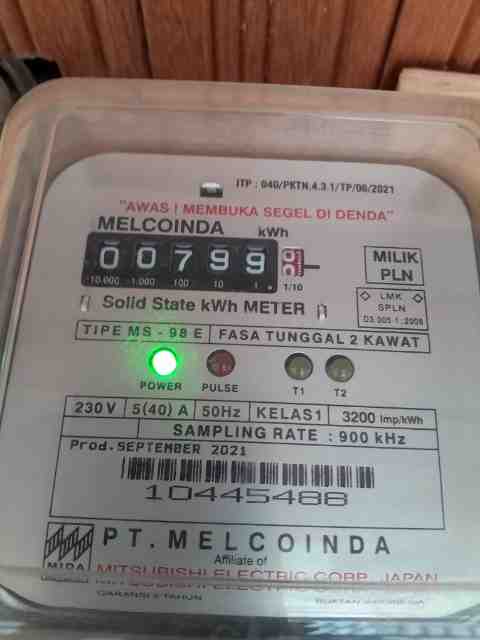 ITP : 040/PKTN.4.3.1/TP/06/2021
"AWAS ! MEMBUKA SEGEL DI DENDA"
MELCOINDA kWh
00799
10.000 1.000 100 10 1 1/10
MILIK
PLN
Solid State kWh METER
LMK
SPLN
D3.005-1:2008
TIPE MS - 98 E FASA TUNGGAL 2 KAWAT
POWER PULSE T1 T2
230V 5(40) A 50Hz KELAS1 3200 Imp/kWh
SAMPLING RATE : 900 kHz
Prod.SEPTEMBER 2021
10445488
MIDA
PT. MELCOINDA
Affiliate of
MITSUBISHI ELECTRIC CORP. JAPAN